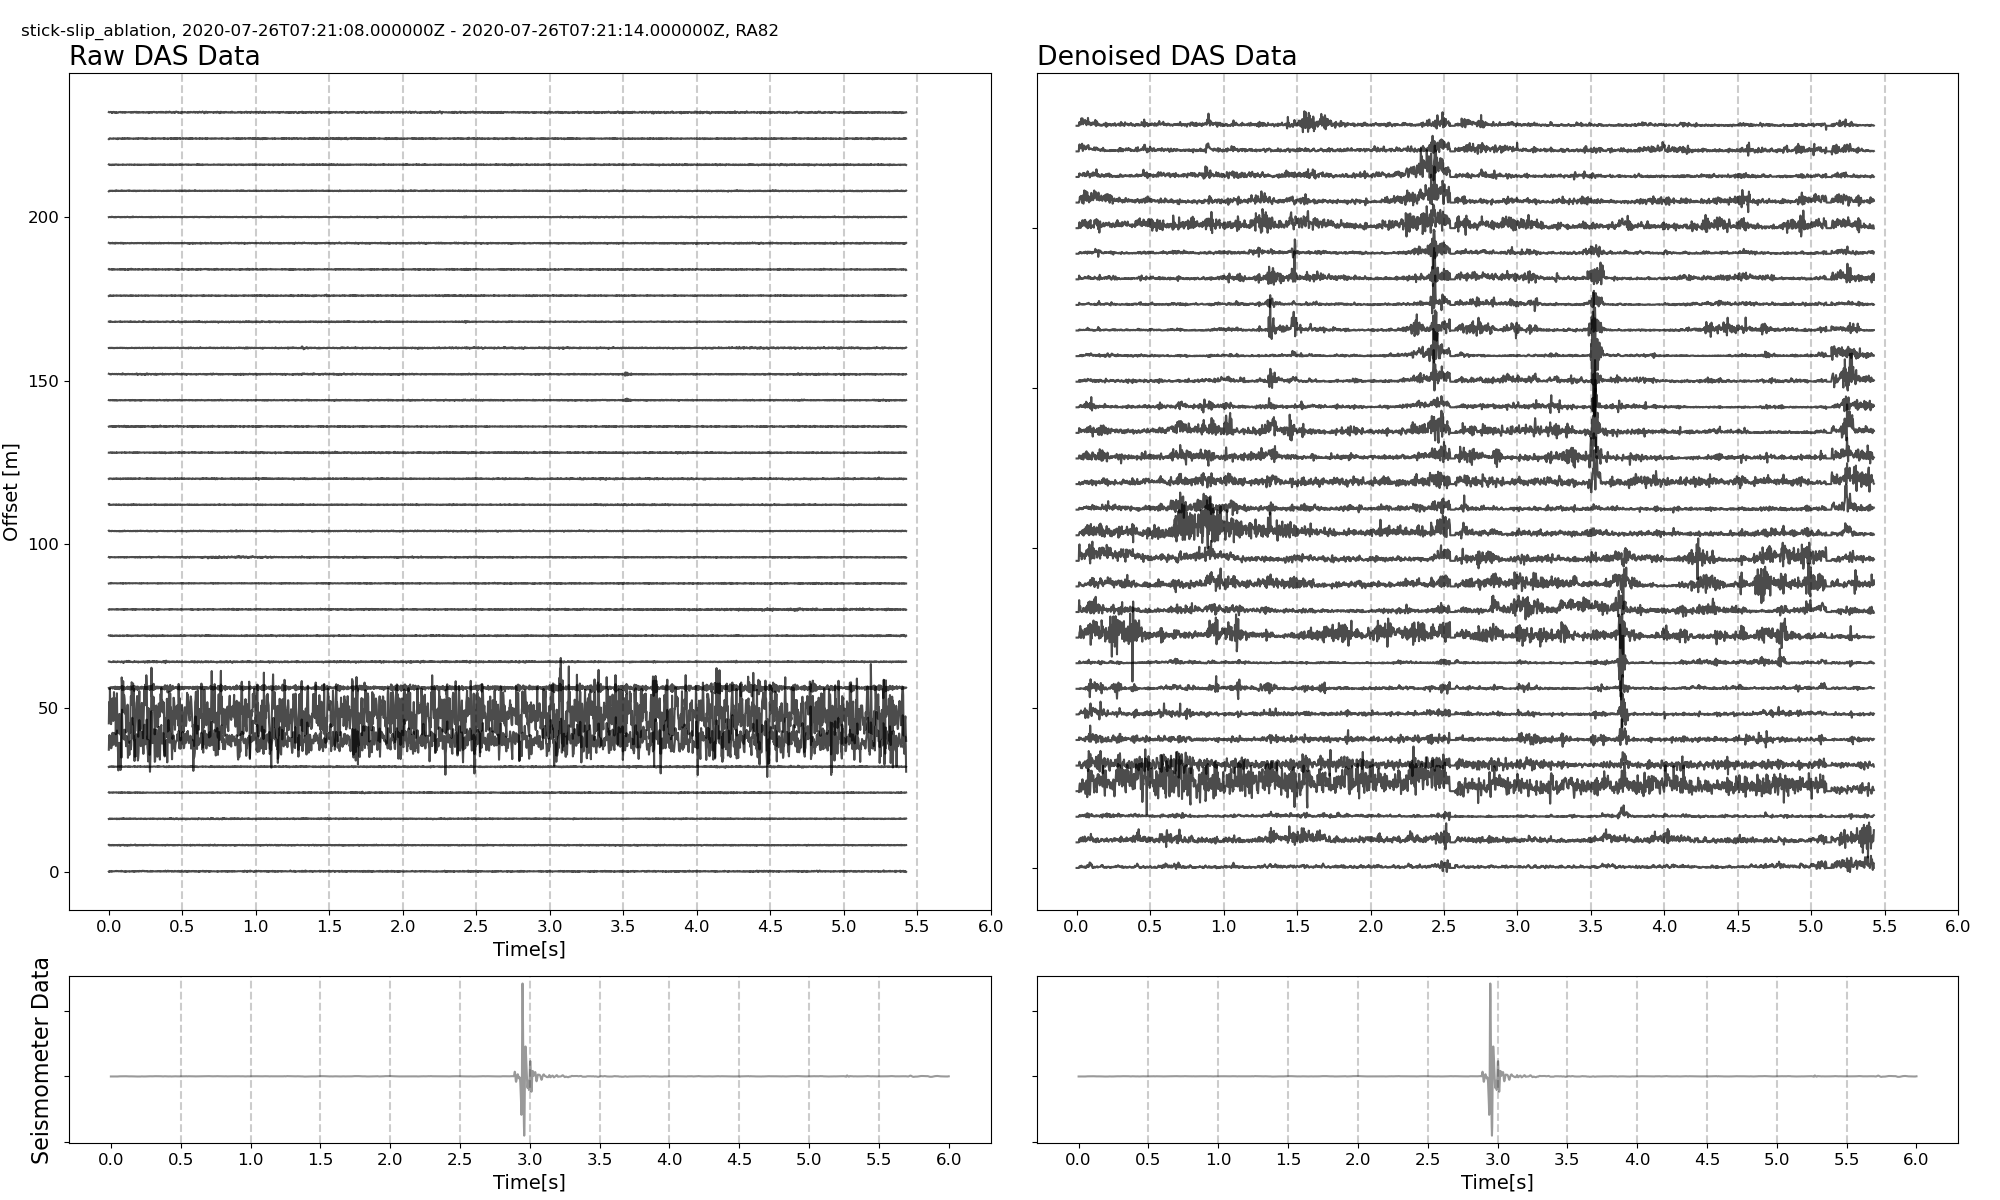 stick-slip_ablation, 2020-07-26T07:21:08.000000Z - 2020-07-26T07:21:14.000000Z, RA82
Raw DAS Data
Denoised DAS Data
Offset [m]
200
150
100
50
0
0.0 0.5 1.0 1.5 2.0 2.5 3.0 3.5 4.0 4.5 5.0 5.5 6.0
Time[s]
0.0 0.5 1.0 1.5 2.0 2.5 3.0 3.5 4.0 4.5 5.0 5.5 6.0
Seismometer Data
0.0 0.5 1.0 1.5 2.0 2.5 3.0 3.5 4.0 4.5 5.0 5.5 6.0
Time[s]
0.0 0.5 1.0 1.5 2.0 2.5 3.0 3.5 4.0 4.5 5.0 5.5 6.0
Time[s]